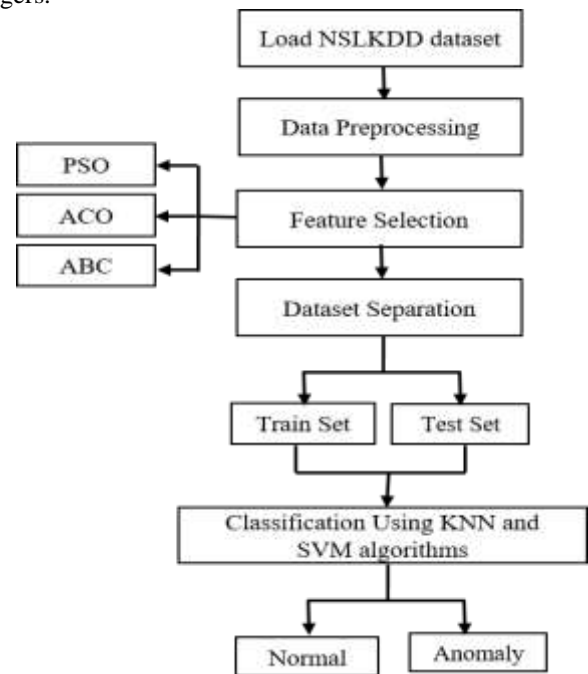 gers.
Load NSLKDD dataset
Data Preprocessing
PSO
ACO
ABC
Feature Selection
Dataset Separation
Train Set
Test Set
Classification Using KNN and
SVM algorithms
Normal
Anomaly